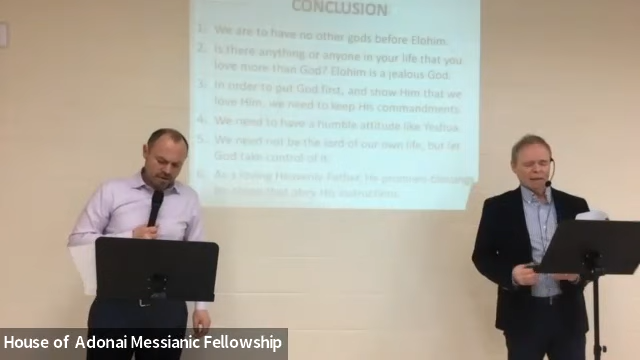 CONCLUSION
1. We are to have no other gods before Elohim.
2. Is there anything or anyone in your life that you
love more than God? Elohim is a jealous God.
3. In order to put God first, and show Him that we
love Him, we need to keep His commandments.
4. We need to have a humble attitude like Yeshua.
5. We need not be the lord of our own life, but let
God take control of it.
6. As a loving Heavenly Father, He promises blessings
to those that obey His instructions.
House of Adonai Messianic Fellowship